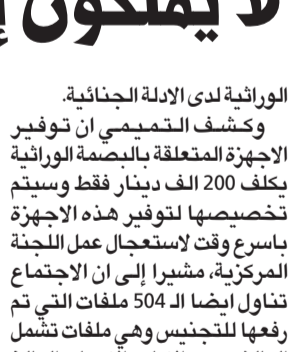 لا يملكون
الوراثية لدى الادلة الجنائية.
وكشف التميمي ان توفير
الاجهزة المتعلقة بالبصمة الوراثية
يكلف 200 الف دينار فقط وسيتم
تخصيصها لتوفير هذه الاجهزة
باسرع وقت لاستعجال عمل اللجنة
المركزية، مشيرا إلى ان الاجتماع
تناول ايضا الـ 504 ملفات التي تم
رفعها للتجنيس وهي ملفات تشمل